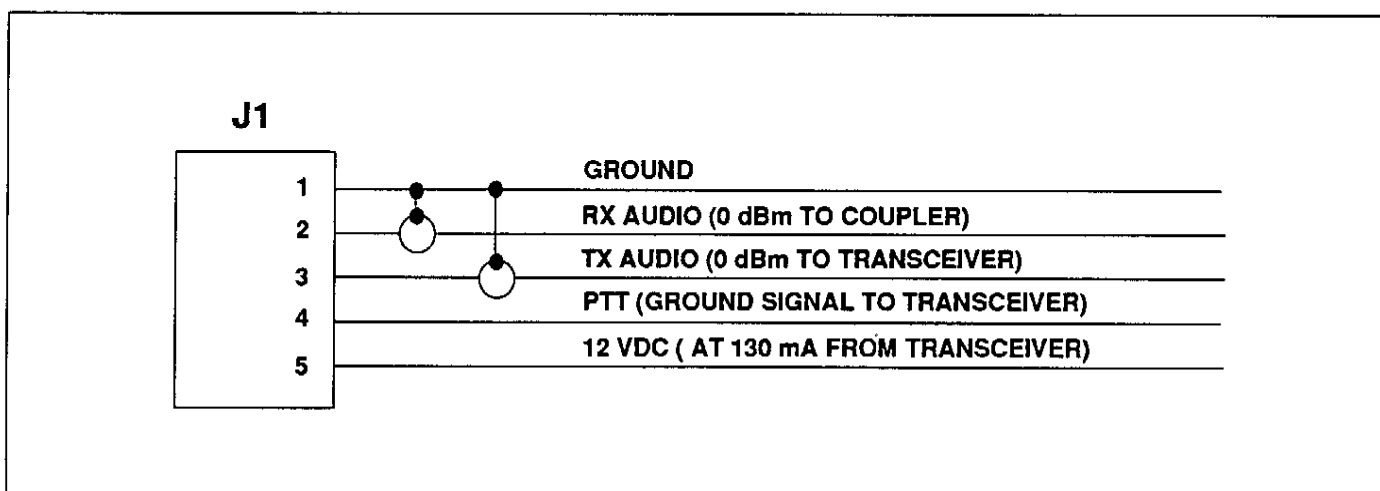 J1
1 GROUND
2 RX AUDIO (0 dBm TO COUPLER)
3 TX AUDIO (0 dBm TO TRANSCEIVER)
4 PTT (GROUND SIGNAL TO TRANSCEIVER)
5 12 VDC ( AT 130 mA FROM TRANSCEIVER)